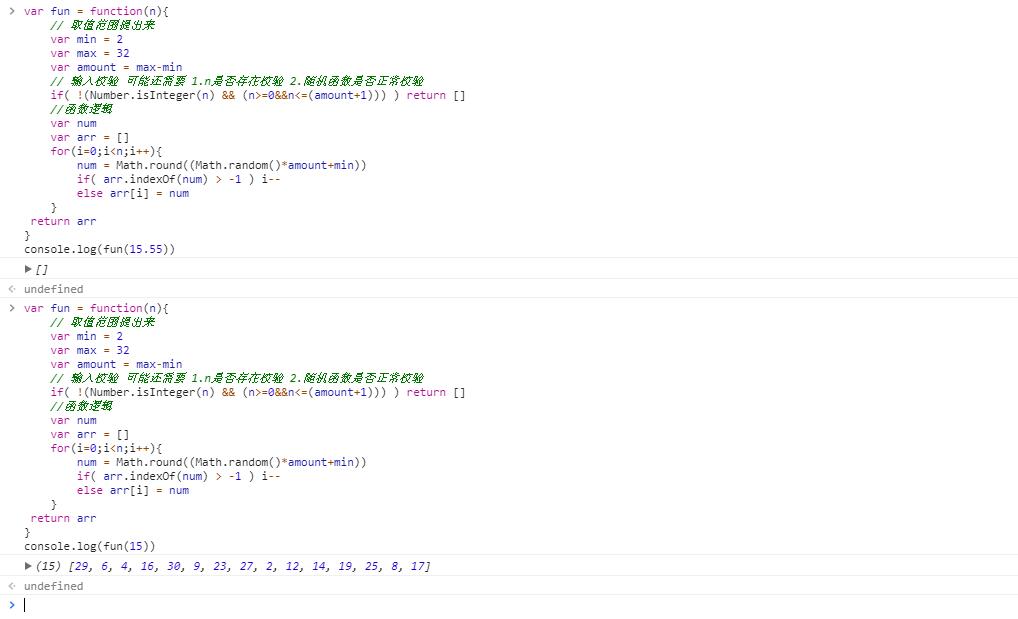 > var fun = function(n){
// 取值范围提出来
var min = 2
var max = 32
var amount = max-min
// 输入校验 可能还需要 1.n是否存在校验 2.随机函数是否正常校验
if( !(Number.isInteger(n) && (n>=0&&n<=(amount+1))) ) return []
//函数逻辑
var num
var arr = []
for(i=0;i<n;i++){
num = Math.round((Math.random()*amount+min))
if( arr.indexOf(num) > -1 ) i--
else arr[i] = num
}
return arr
}
console.log(fun(15.55))
▶ []
undefined
> var fun = function(n){
// 取值范围提出来
var min = 2
var max = 32
var amount = max-min
// 输入校验 可能还需要 1.n是否存在校验 2.随机函数是否正常校验
if( !(Number.isInteger(n) && (n>=0&&n<=(amount+1))) ) return []
//函数逻辑
var num
var arr = []
for(i=0;i<n;i++){
num = Math.round((Math.random()*amount+min))
if( arr.indexOf(num) > -1 ) i--
else arr[i] = num
}
return arr
}
console.log(fun(15))
▶ (15) [29, 6, 4, 16, 30, 9, 23, 27, 2, 12, 14, 19, 25, 8, 17]
undefined
>